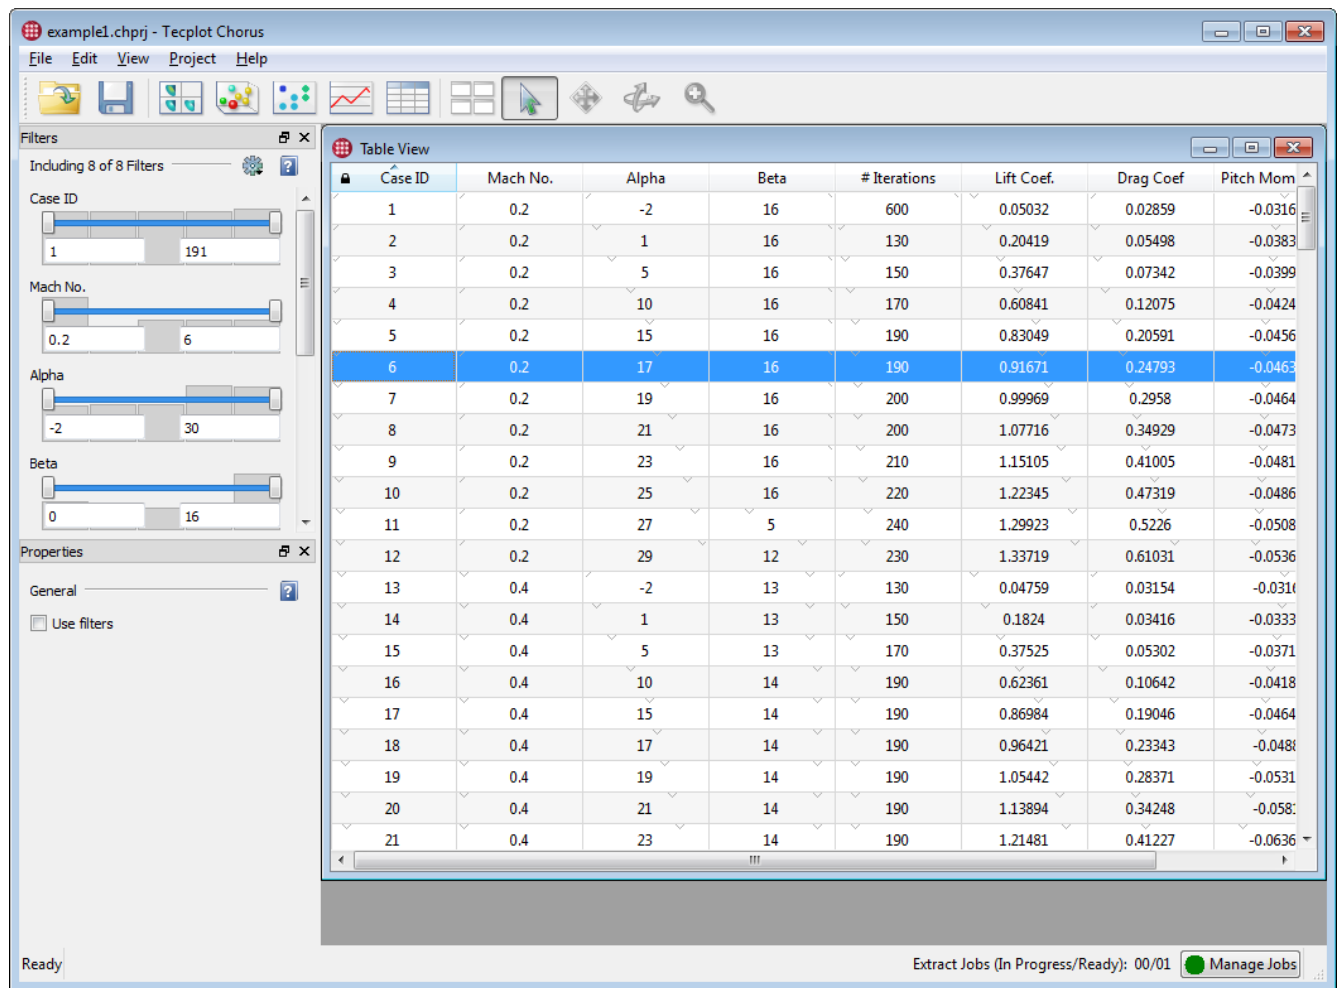 example1.chprj - Tecplot Chorus
File Edit View Project Help
Filters
Including 8 of 8 Filters
Case ID
1 191
Mach No.
0.2 6
Alpha
-2 30
Beta
0 16
Properties
General
Use filters
Table View
Case ID Mach No. Alpha Beta # Iterations Lift Coef. Drag Coef Pitch Mom
1 0.2 -2 16 600 0.05032 0.02859 -0.0316
2 0.2 1 16 130 0.20419 0.05498 -0.0383
3 0.2 5 16 150 0.37647 0.07342 -0.0399
4 0.2 10 16 170 0.60841 0.12075 -0.0424
5 0.2 15 16 190 0.83049 0.20591 -0.0456
6 0.2 17 16 190 0.91671 0.24793 -0.0463
7 0.2 19 16 200 0.99969 0.2958 -0.0464
8 0.2 21 16 200 1.07716 0.34929 -0.0473
9 0.2 23 16 210 1.15105 0.41005 -0.0481
10 0.2 25 16 220 1.22345 0.47319 -0.0486
11 0.2 27 5 240 1.29923 0.5226 -0.0508
12 0.2 29 12 230 1.33719 0.61031 -0.0536
13 0.4 -2 13 130 0.04759 0.03154 -0.031
14 0.4 1 13 150 0.1824 0.03416 -0.0333
15 0.4 5 13 170 0.37525 0.05302 -0.0371
16 0.4 10 14 190 0.62361 0.10642 -0.0418
17 0.4 15 14 190 0.86984 0.19046 -0.0464
18 0.4 17 14 190 0.96421 0.23343 -0.048
19 0.4 19 14 190 1.05442 0.28371 -0.0531
20 0.4 21 14 190 1.13894 0.34248 -0.058
21 0.4 23 14 190 1.21481 0.41227 -0.0636
Ready
Extract Jobs (In Progress/Ready): 00/01 Manage Jobs